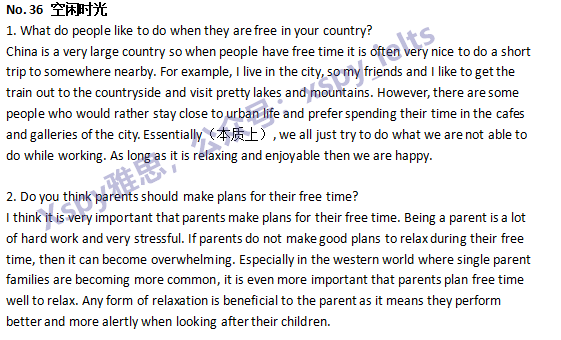 No. 36 空闲时光
1. What do people like to do when they are free in your country?
China is a very large country so when people have free time it is often very nice to do a short
trip to somewhere nearby. For example, I live in the city, so my friends and I like to get the
train out to the countryside and visit pretty lakes and mountains. However, there are some
people who would rather stay close to urban life and prefer spending their time in the cafes
and galleries of the city. Essentially（本质上）, we all just try to do what we are not able to
do while working. As long as it is relaxing and enjoyable then we are happy.
2. Do you think parents should make plans for their free time?
I think it is very important that parents make plans for their free time. Being a parent is a lot
of hard work and very stressful. If parents do not make good plans to relax during their free
time, then it can become overwhelming. Especially in the western world where single parent
families are becoming more common, it is even more important that parents plan free time
well to relax. Any form of relaxation is beneficial to the parent as it means they perform
better and more alertly when looking after their children.
Xspy雅思，公众号：xspy_ielts